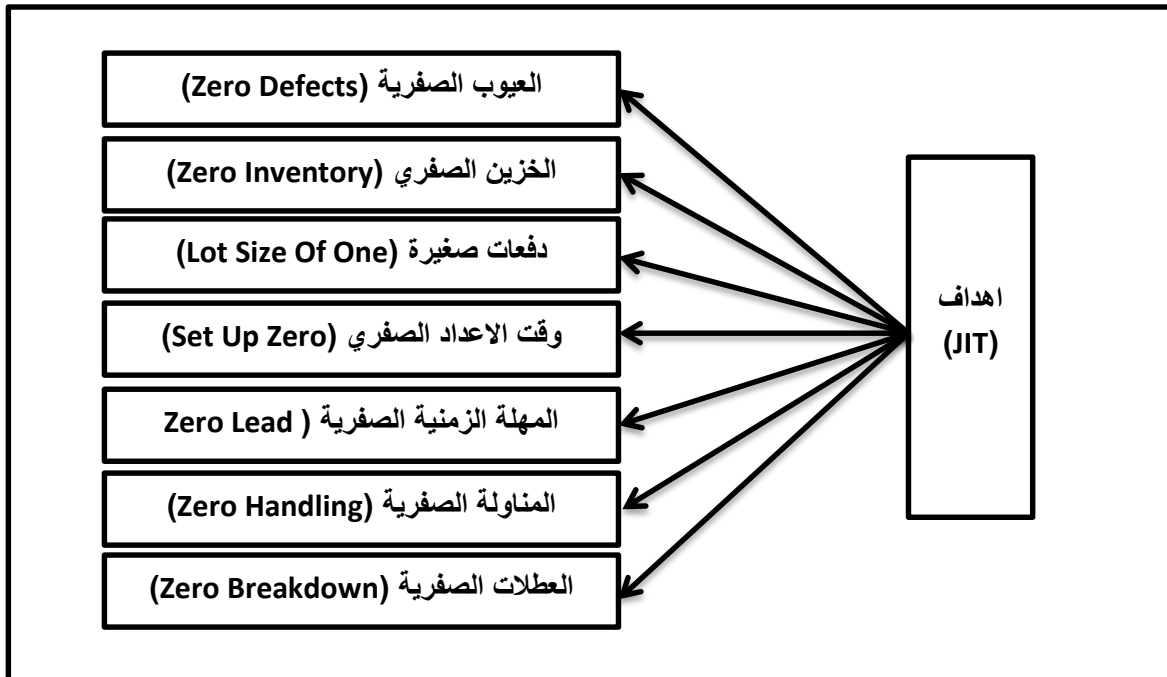 العيوب الصفرية (Zero Defects)
الخزين الصفري (Zero Inventory)
دفعات صغيرة (Lot Size Of One)
وقت الاعداد الصفري (Set Up Zero)
المهلة الزمنية الصفرية ( Zero Lead
المناولة الصفرية (Zero Handling)
العطلات الصفرية (Zero Breakdown)
اهداف
(JIT)